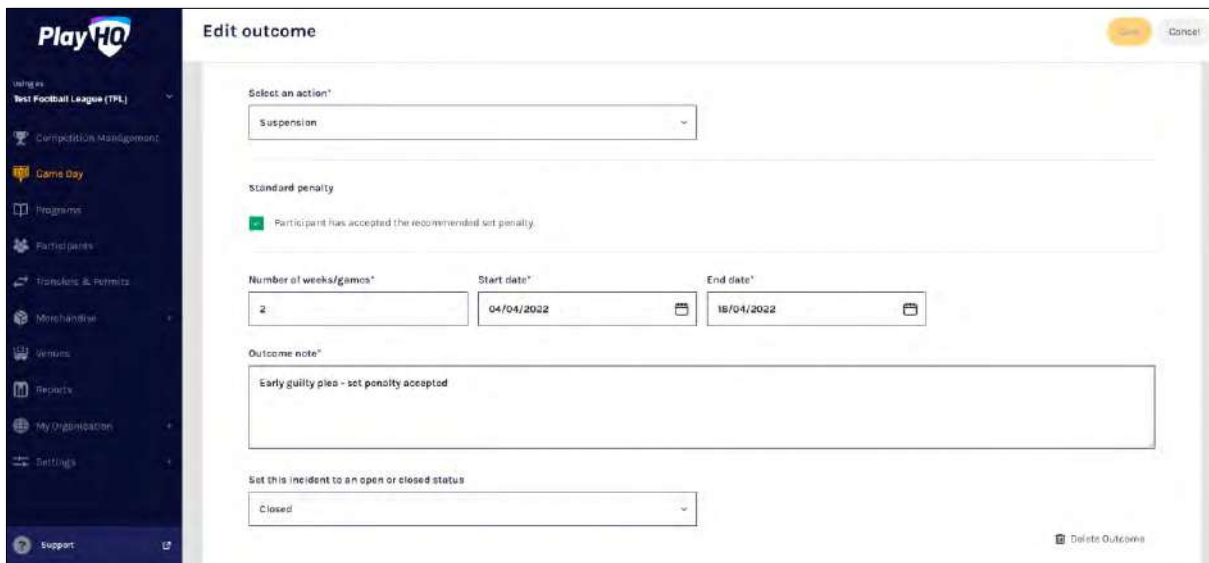 PlayHQ
Edit outcome
Save
Cancel
Using as
Test Football League (TFL)
Competition Management
Game Day
Programs
Participants
Transfers & Permits
Merchandise +
Venues
Reports
My Organisation +
Settings +
Support
Select an action*
Suspension
Standard penalty
Participant has accepted the recommended set penalty.
Number of weeks/games* Start date* End date*
2 04/04/2022 18/04/2022
Outcome note*
Early guilty plea - set penalty accepted
Set this incident to an open or closed status
Closed
Delete Outcome